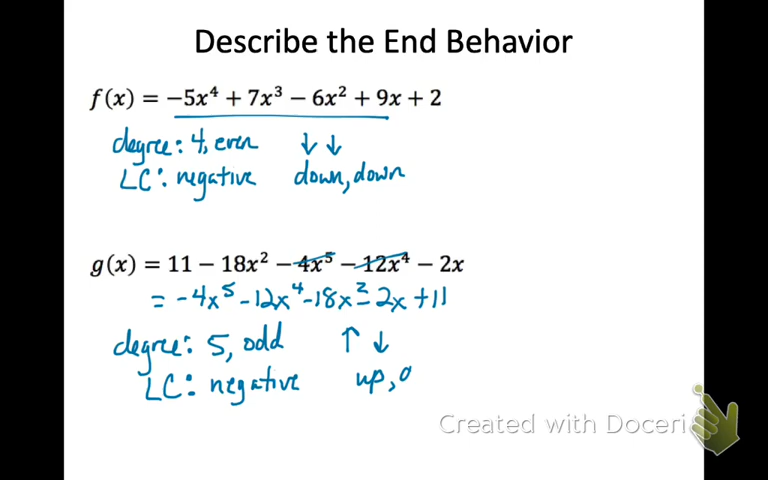 Describe the End Behavior
f(x) = −5x⁴ + 7x³ − 6x² + 9x + 2
degree: 4, even ↓ ↓
LC: negative down, down
g(x) = 11 − 18x² − 4x⁵ − 12x⁴ − 2x
= -4x⁵ -12x⁴ -18x² - 2x + 11
degree: 5, odd ↑ ↓
LC: negative up,
Created with Doceri